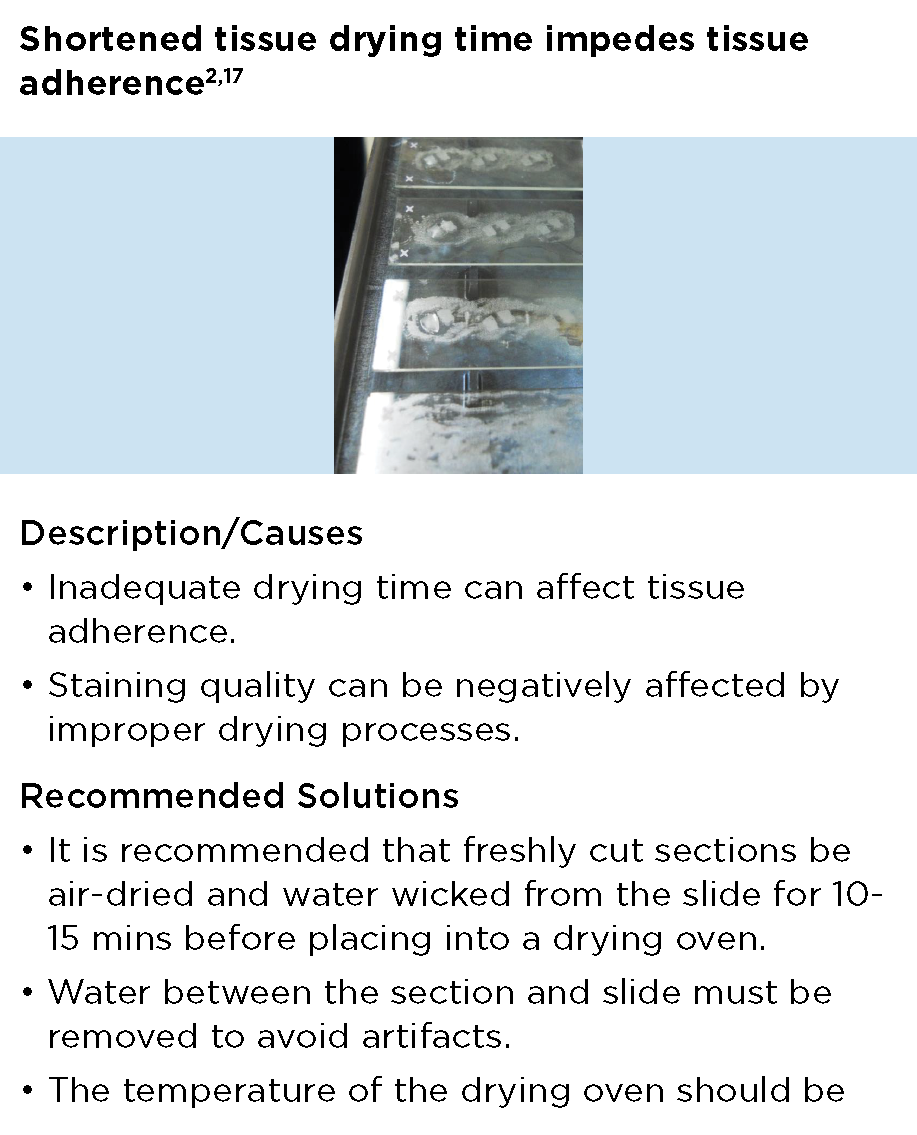 Shortened tissue drying time impedes tissue
adherence2,17
Description/Causes
• Inadequate drying time can affect tissue
adherence.
• Staining quality can be negatively affected by
improper drying processes.
Recommended Solutions
• It is recommended that freshly cut sections be
air-dried and water wicked from the slide for 10-
15 mins before placing into a drying oven.
• Water between the section and slide must be
removed to avoid artifacts.
• The temperature of the drying oven should be